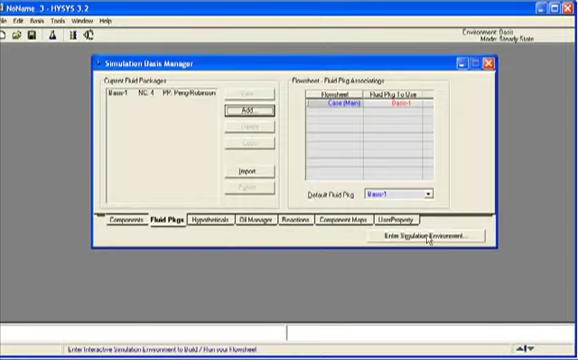 NoName_3 - HYSYS 3.2
File Edit Basis Tools Window Help
Environment: Basis
Mode: Steady State
Simulation Basis Manager
Current Fluid Packages
Flowsheet - Fluid Pkg Associations
Basis-1 NC: 4 PP: Peng-Robinson
View...
Add...
Delete
Copy
Import
Export
Flowsheet Fluid Pkg To Use
Case (Main) Basis-1
Default Fluid Pkg Basis-1
Components Fluid Pkgs Hypotheticals Oil Manager Reactions Component Maps UserProperty
Enter Simulation Environment...
Enter Interactive Simulation Environment to Build / Run your Flowsheet